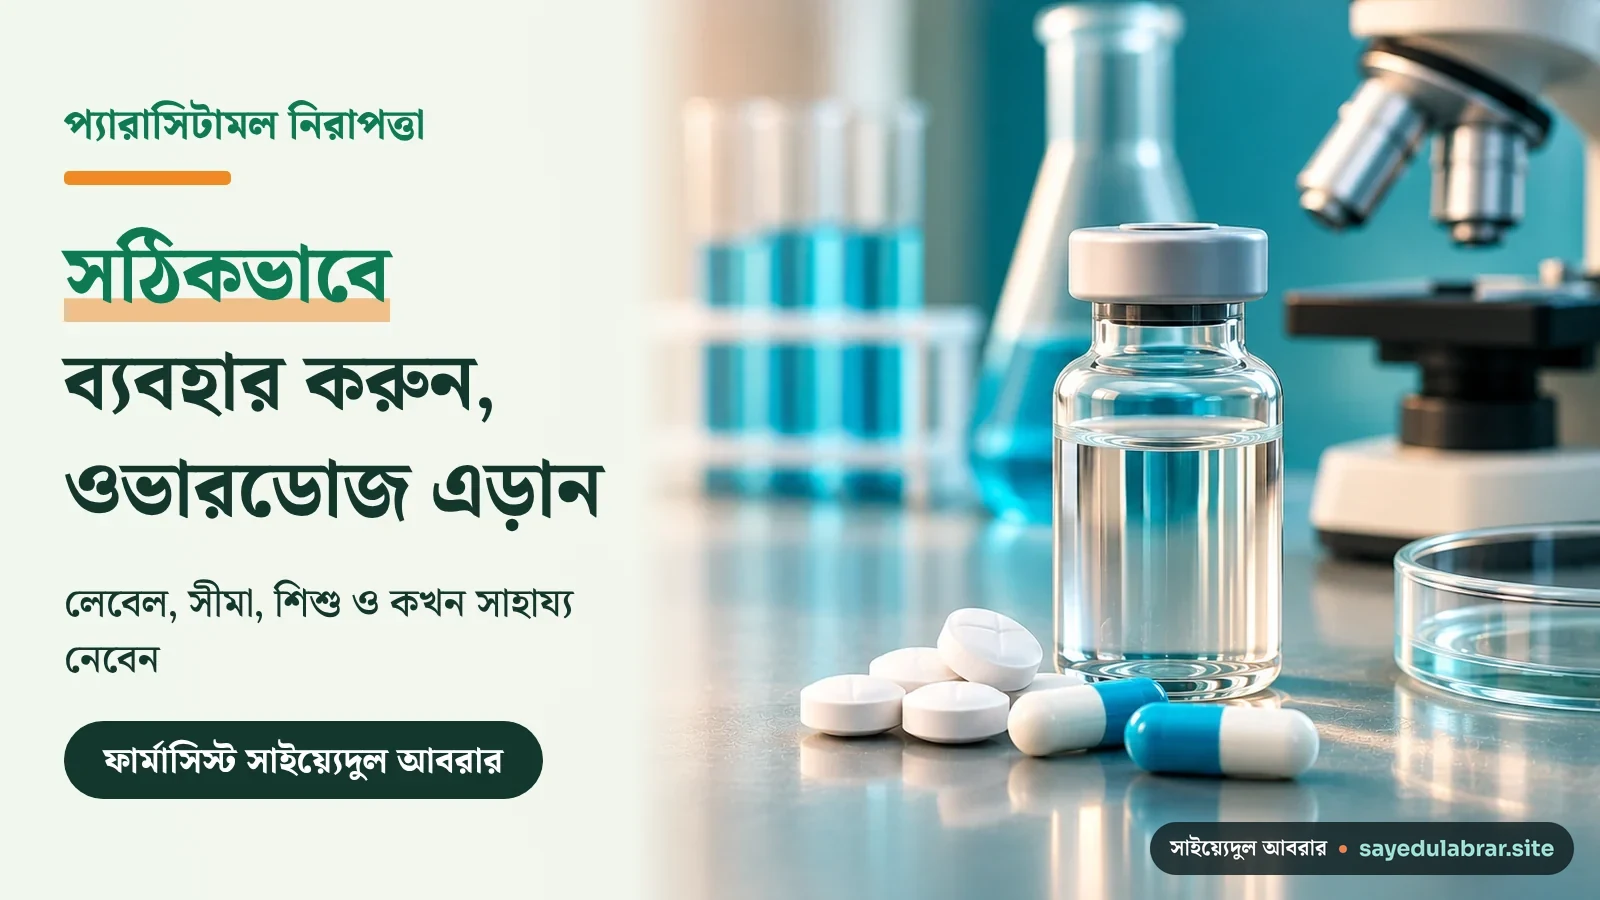 প্যারাসিটামল নিরাপত্তা
সঠিকভাবে
ব্যবহার করুন,
ওভারডোজ এড়ান
লেবেল, সীমা, শিশু ও কখন সাহায্য
নেবেন
ফার্মাসিস্ট সাইয়্যেদুল আবরার
সাইয়্যেদুল আবরার • sayedulabrar.site